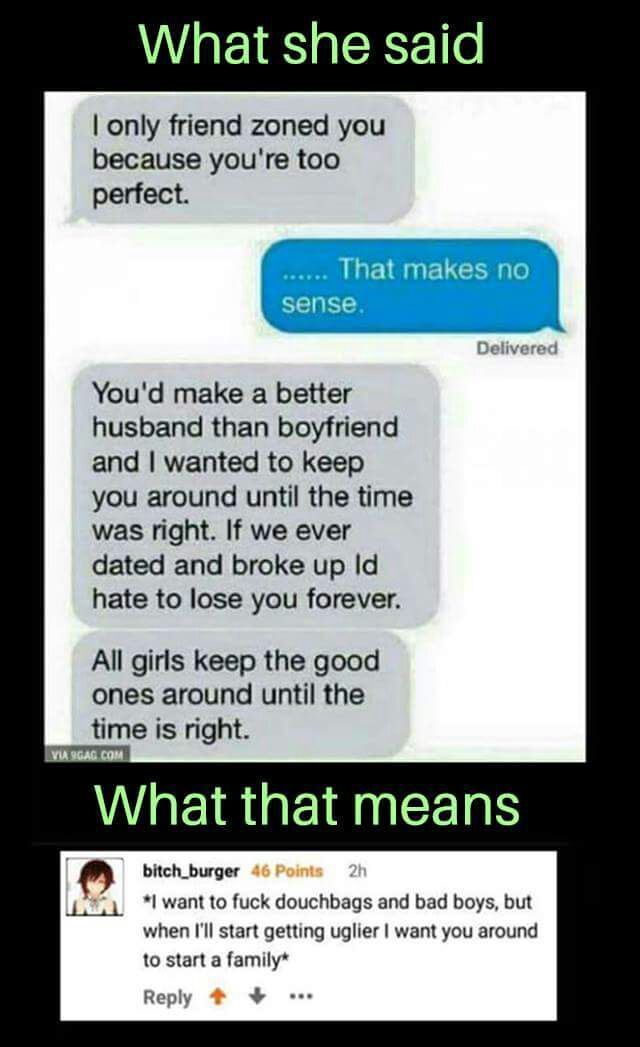 What she said
I only friend zoned you
because you're too
perfect.
...... That makes no
sense.
Delivered
You'd make a better
husband than boyfriend
and I wanted to keep
you around until the time
was right. If we ever
dated and broke up Id
hate to lose you forever.
All girls keep the good
ones around until the
time is right.
VIA 9GAG.COM
What that means
bitch_burger 46 Points 2h
*I want to fuck douchbags and bad boys, but
when I'll start getting uglier I want you around
to start a family*
Reply